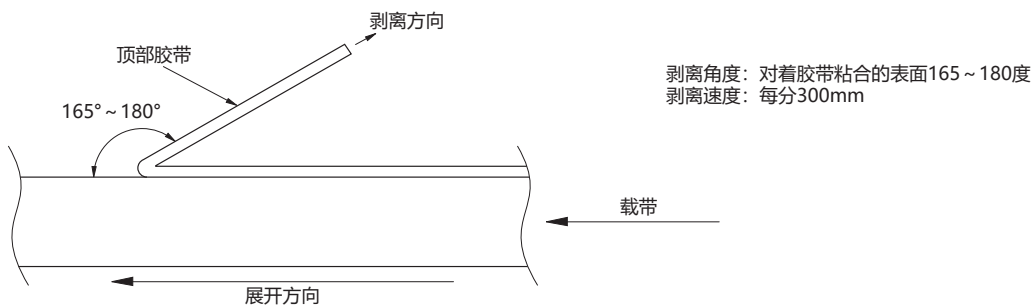 剥离方向
顶部胶带
剥离角度：对着胶带粘合的表面165～180度
剥离速度：每分300mm
165°～180°
载带
展开方向